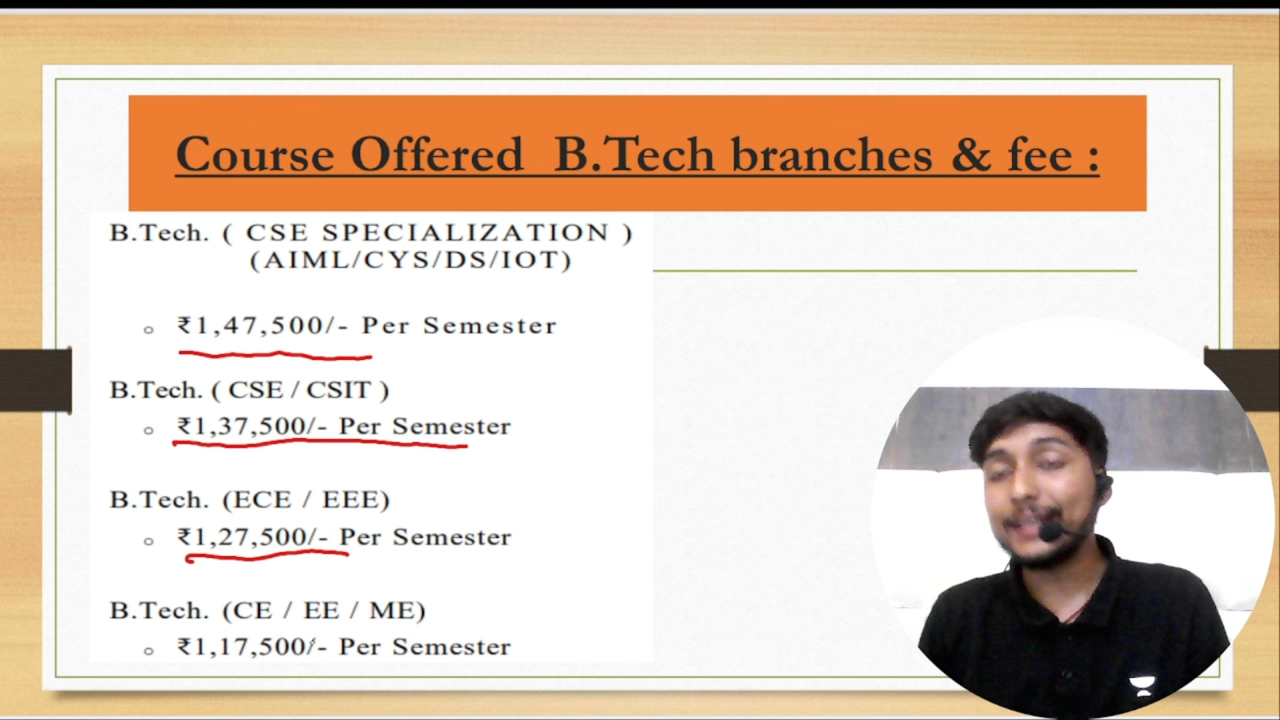 Course Offered B.Tech branches & fee :
B.Tech. ( CSE SPECIALIZATION )
(AIML/CYS/DS/IOT)
₹1,47,500/- Per Semester
B.Tech. ( CSE / CSIT )
₹1,37,500/- Per Semester
B.Tech. (ECE / EEE)
₹1,27,500/- Per Semester
B.Tech. (CE / EE / ME)
₹1,17,500/- Per Semester